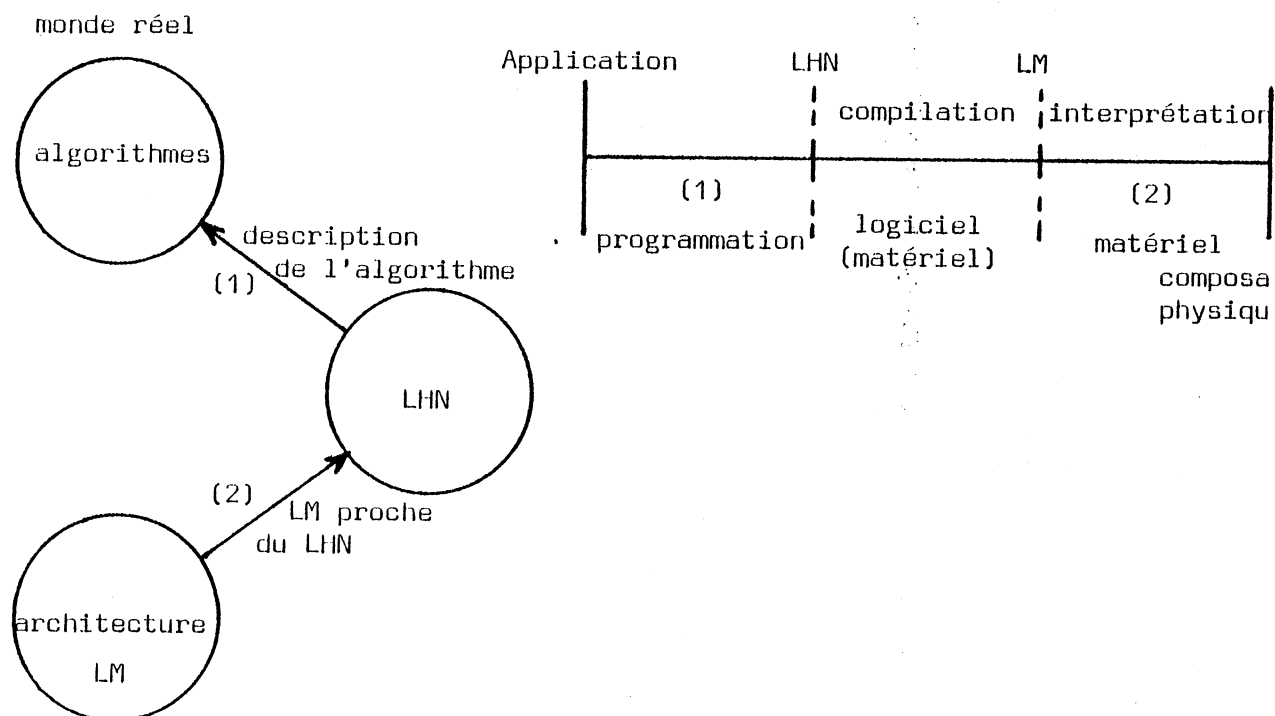 monde réel
algorithmes
description
de l'algorithme
(1)
LHN
(2)
LM proche
du LHN
architecture
LM
Application LHN LM
compilation interprétation
(1) (2)
programmation logiciel matériel
(matériel)
composa
physiqu